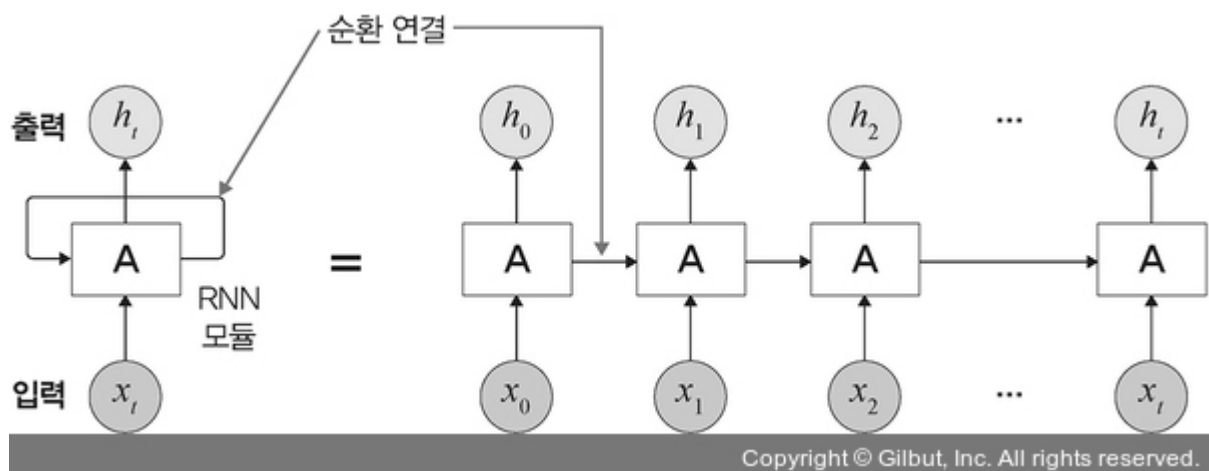 순환 연결
출력
h_t
h_0
h_1
h_2
...
h_t
A
=
A
A
A
A
RNN
모듈
입력
x_t
x_0
x_1
x_2
...
x_t
Copyright © Gilbut, Inc. All rights reserved.